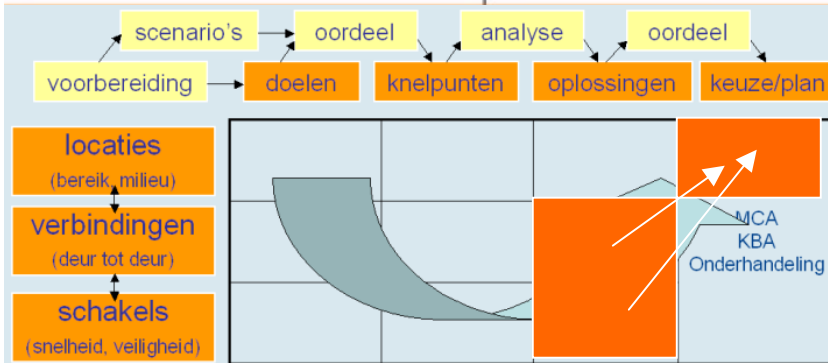 scenario's
oordeel
analyse
oordeel
voorbereiding
doelen
knelpunten
oplossingen
keuze/plan
locaties
(bereik, milieu)
verbindingen
(deur tot deur)
schakels
(snelheid, veiligheid)
MCA
KBA
Onderhandeling